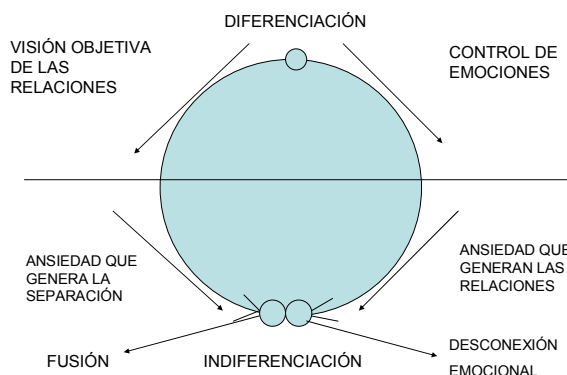 DIFERENCIACIÓN
VISIÓN OBJETIVA
DE LAS
RELACIONES
CONTROL DE
EMOCIONES
ANSIEDAD QUE
GENERA LA
SEPARACIÓN
ANSIEDAD QUE
GENERAN LAS
RELACIONES
FUSIÓN
INDIFERENCIACIÓN
DESCONEXIÓN
EMOCIONAL